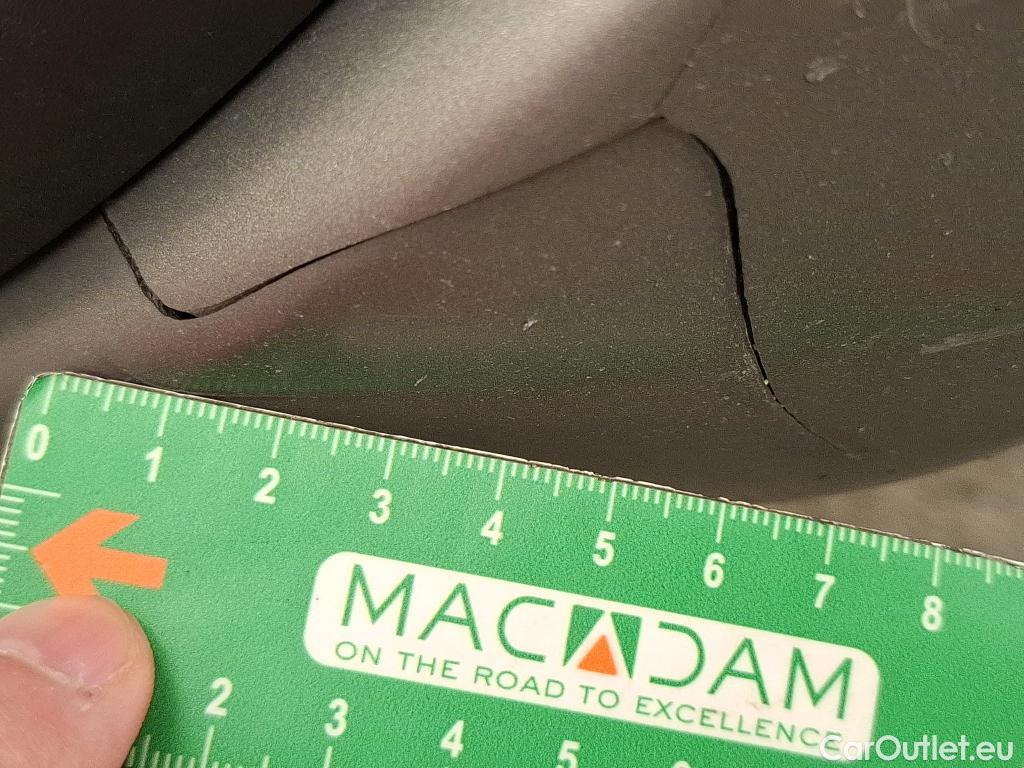 0 1 2 3 4 5 6 7 8
MACADAM
ON THE ROAD TO EXCELLENCE
2 3 4 5
CarOutlet.eu